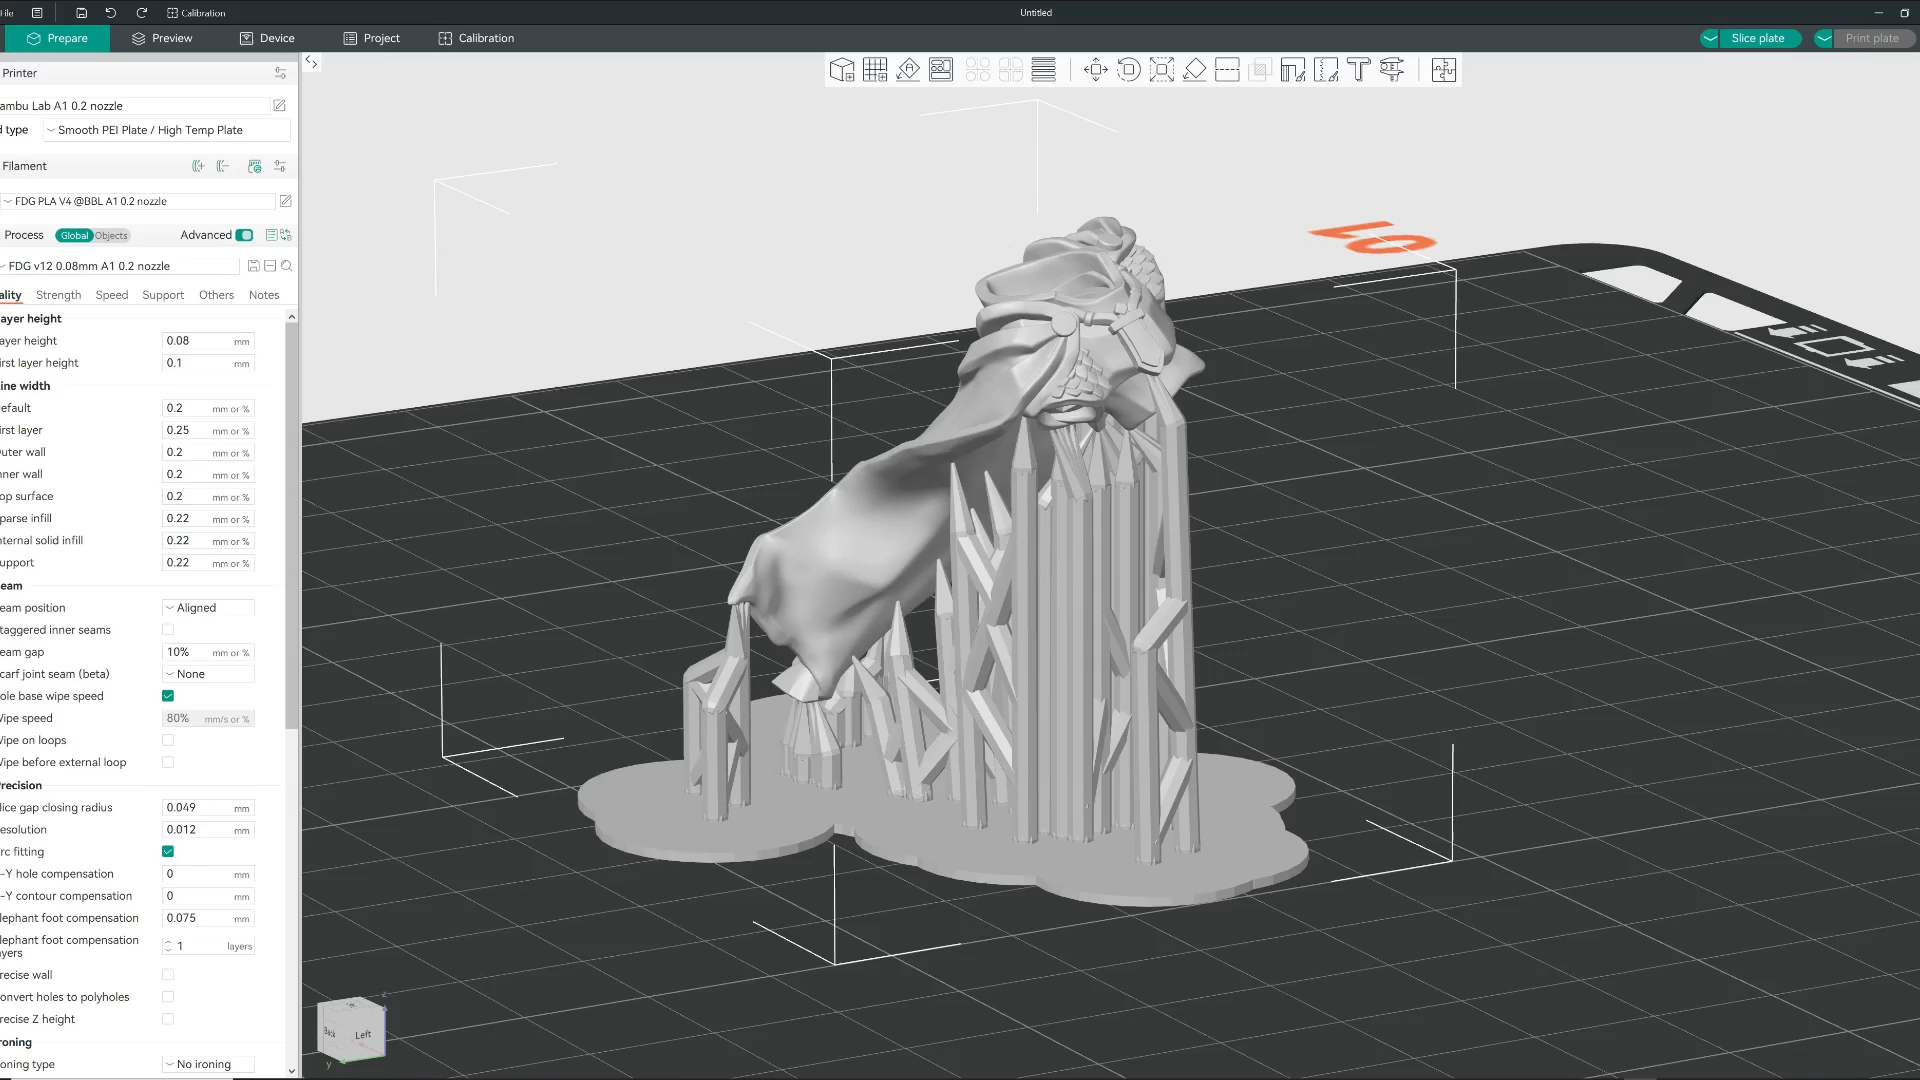 File
Calibration
Untitled
Prepare
Preview
Device
Project
Calibration
Slice plate
Print plate
Printer
ambu Lab A1 0.2 nozzle
d type
Smooth PEI Plate / High Temp Plate
Filament
FDG PLA V4 @BBL A1 0.2 nozzle
Process
Global
Objects
Advanced
FDG v12 0.08mm A1 0.2 nozzle
ality
Strength
Speed
Support
Others
Notes
ayer height
ayer height 0.08 mm
irst layer height 0.1 mm
ine width
efault 0.2 mm or %
irst layer 0.25 mm or %
uter wall 0.2 mm or %
nner wall 0.2 mm or %
op surface 0.2 mm or %
parse infill 0.22 mm or %
nternal solid infill 0.22 mm or %
upport 0.22 mm or %
eam
eam position Aligned
taggered inner seams
eam gap 10% mm or %
carf joint seam (beta) None
ole base wipe speed
Wipe speed 80% mm/s or %
Wipe on loops
Wipe before external loop
Precision
lice gap closing radius 0.049 mm
esolution 0.012 mm
rc fitting
-Y hole compensation 0 mm
-Y contour compensation 0 mm
lephant foot compensation 0.075 mm
lephant foot compensation
ayers 1 layers
recise wall
onvert holes to polyholes
recise Z height
roning
oning type No ironing
01
Back
Left
z
y